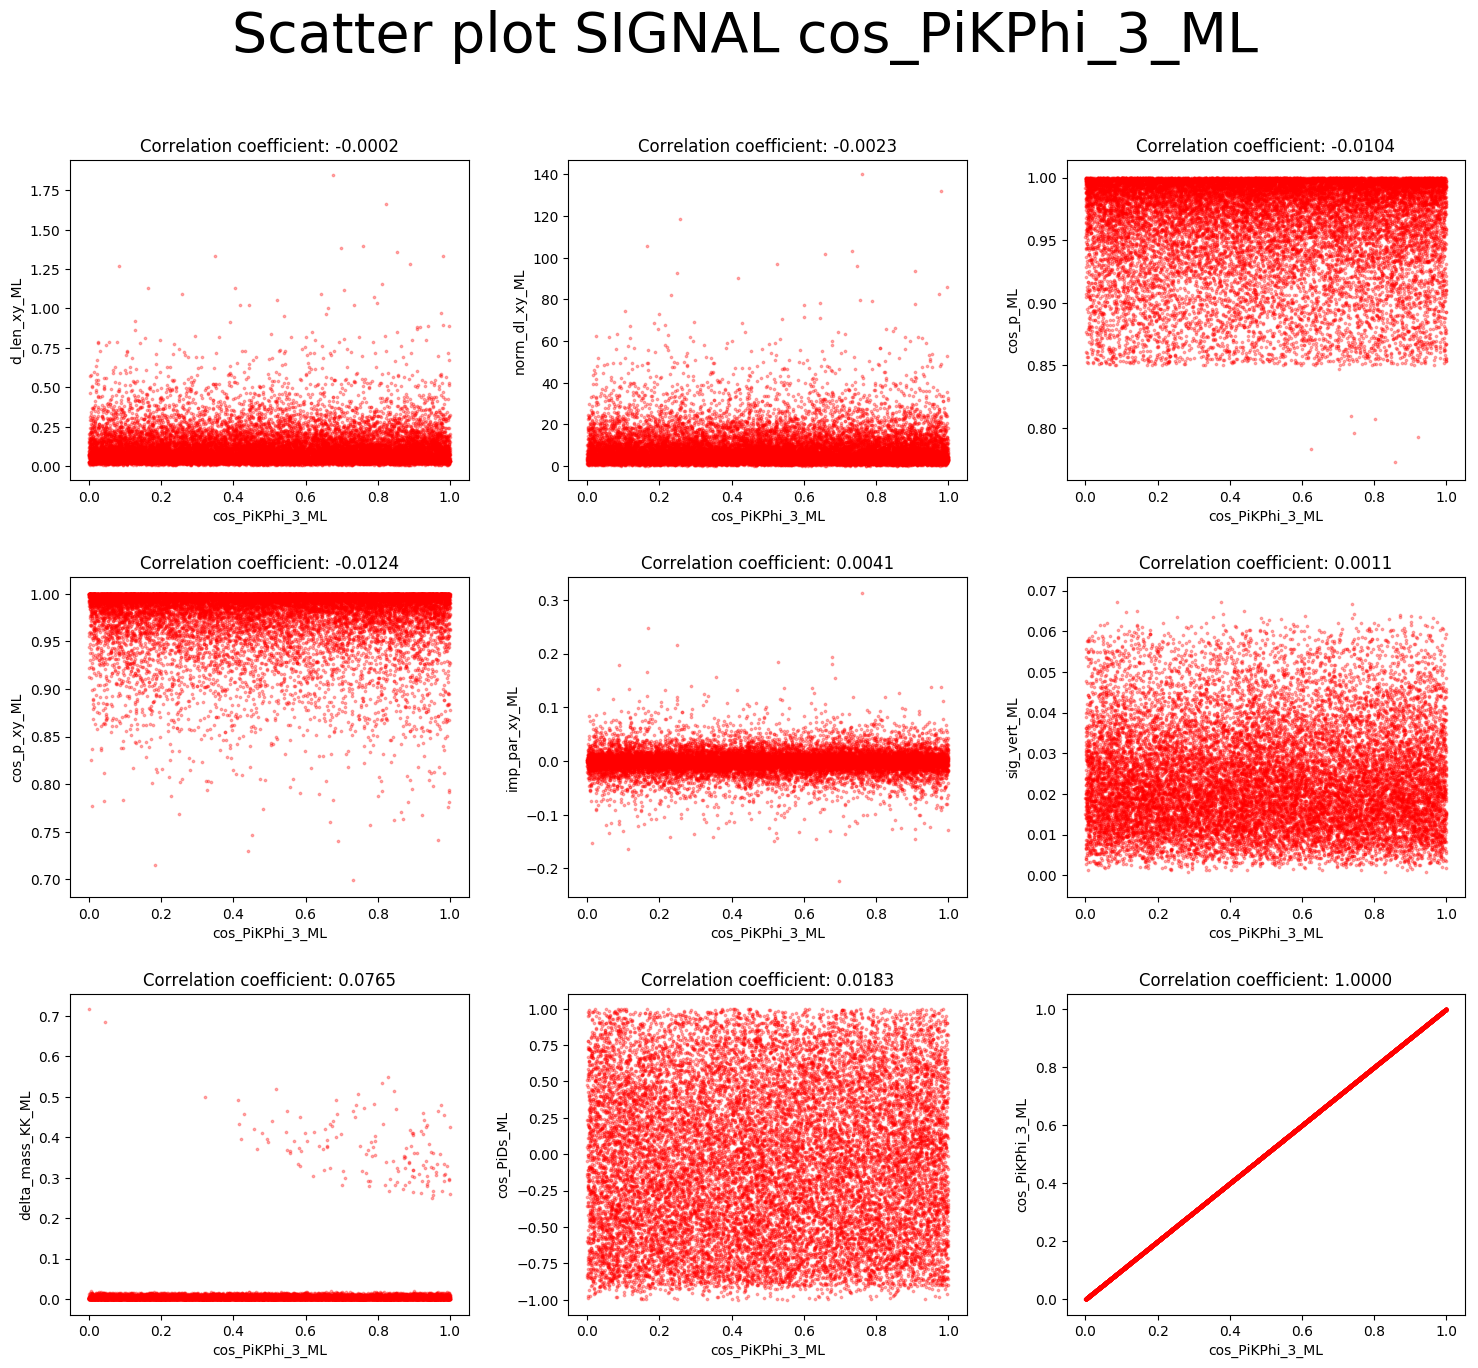 Scatter plot SIGNAL cos_PiKPhi_3_ML
Correlation coefficient: -0.0002
1.75
1.50
1.25
1.00
0.75
0.50
0.25
0.00
d_len_xy_ML
0.0 0.2 0.4 0.6 0.8 1.0
cos_PiKPhi_3_ML
Correlation coefficient: -0.0023
140
120
100
80
60
40
20
0
norm_dl_xy_ML
0.0 0.2 0.4 0.6 0.8 1.0
cos_PiKPhi_3_ML
Correlation coefficient: -0.0104
1.00
0.95
0.90
0.85
0.80
cos_p_ML
0.0 0.2 0.4 0.6 0.8 1.0
cos_PiKPhi_3_ML
Correlation coefficient: -0.0124
1.00
0.95
0.90
0.85
0.80
0.75
0.70
cos_p_xy_ML
0.0 0.2 0.4 0.6 0.8 1.0
cos_PiKPhi_3_ML
Correlation coefficient: 0.0041
0.3
0.2
0.1
0.0
−0.1
−0.2
imp_par_xy_ML
0.0 0.2 0.4 0.6 0.8 1.0
cos_PiKPhi_3_ML
Correlation coefficient: 0.0011
0.07
0.06
0.05
0.04
0.03
0.02
0.01
0.00
sig_vert_ML
0.0 0.2 0.4 0.6 0.8 1.0
cos_PiKPhi_3_ML
Correlation coefficient: 0.0765
0.7
0.6
0.5
0.4
0.3
0.2
0.1
0.0
delta_mass_KK_ML
0.0 0.2 0.4 0.6 0.8 1.0
cos_PiKPhi_3_ML
Correlation coefficient: 0.0183
1.00
0.75
0.50
0.25
0.00
−0.25
−0.50
−0.75
−1.00
cos_PiDs_ML
0.0 0.2 0.4 0.6 0.8 1.0
cos_PiKPhi_3_ML
Correlation coefficient: 1.0000
1.0
0.8
0.6
0.4
0.2
0.0
cos_PiKPhi_3_ML
0.0 0.2 0.4 0.6 0.8 1.0
cos_PiKPhi_3_ML